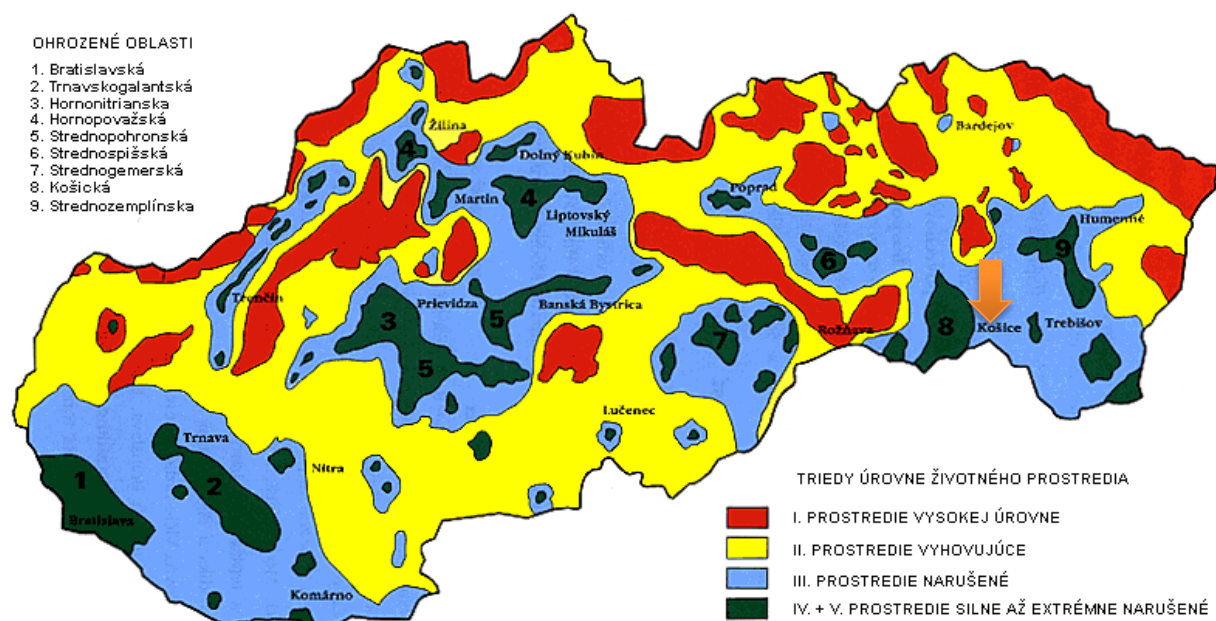 OHROZENÉ OBLASTI
1. Bratislavská
2. Trnavskogalantská
3. Hornonitrianska
4. Hornopovažská
5. Strednopohronská
6. Strednospišská
7. Strednogemerská
8. Košická
9. Strednozemplínska
Žilina
Bardejov
4
Dolný Kubín
Poprad
Martin
4
Liptovský
Mikuláš
Humenné
9
6
Trenčín
Prievidza
Banská Bystrica
3
5
8
Košice
Trebišov
Rožňava
7
5
Lučenec
Trnava
Nitra
1
2
Bratislava
Komárno
TRIEDY ÚROVNE ŽIVOTNÉHO PROSTREDIA
I. PROSTREDIE VYSOKEJ ÚROVNE
II. PROSTREDIE VYHOVUJÚCE
III. PROSTREDIE NARUŠENÉ
IV. + V. PROSTREDIE SILNE AŽ EXTRÉMNE NARUŠENÉ